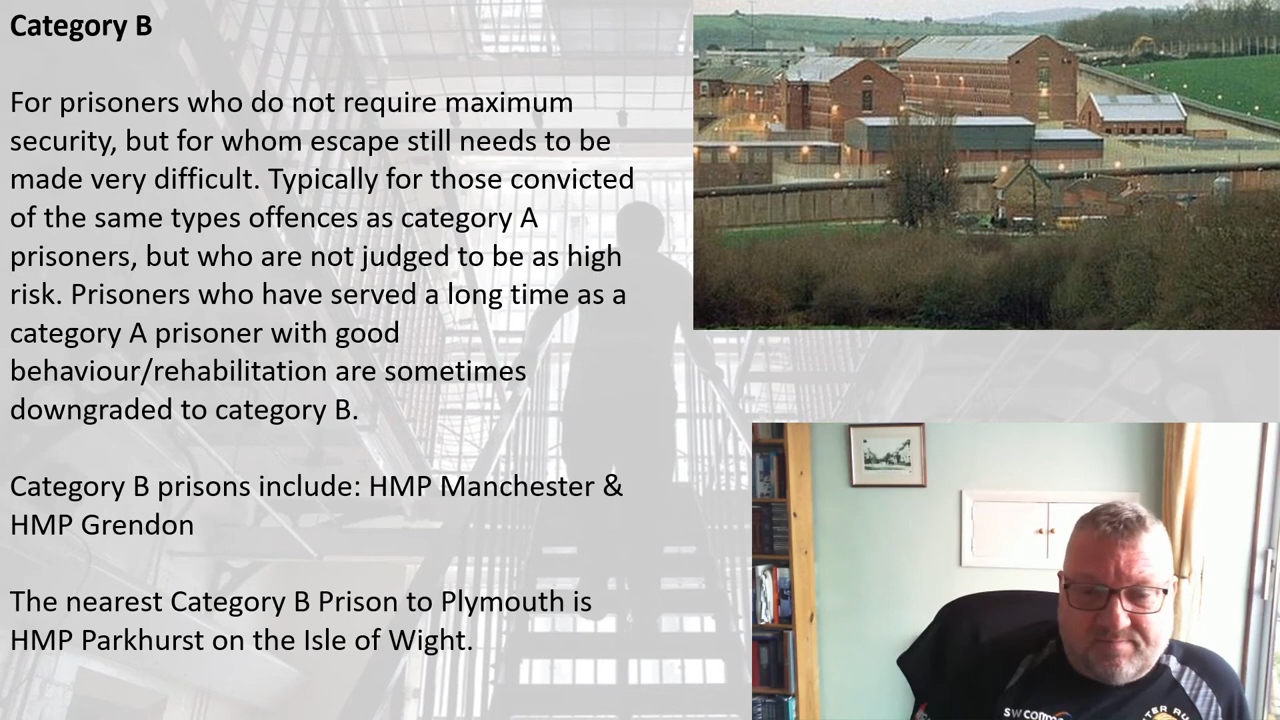 Category B
For prisoners who do not require maximum
security, but for whom escape still needs to be
made very difficult. Typically for those convicted
of the same types offences as category A
prisoners, but who are not judged to be as high
risk. Prisoners who have served a long time as a
category A prisoner with good
behaviour/rehabilitation are sometimes
downgraded to category B.
Category B prisons include: HMP Manchester &
HMP Grendon
The nearest Category B Prison to Plymouth is
HMP Parkhurst on the Isle of Wight.